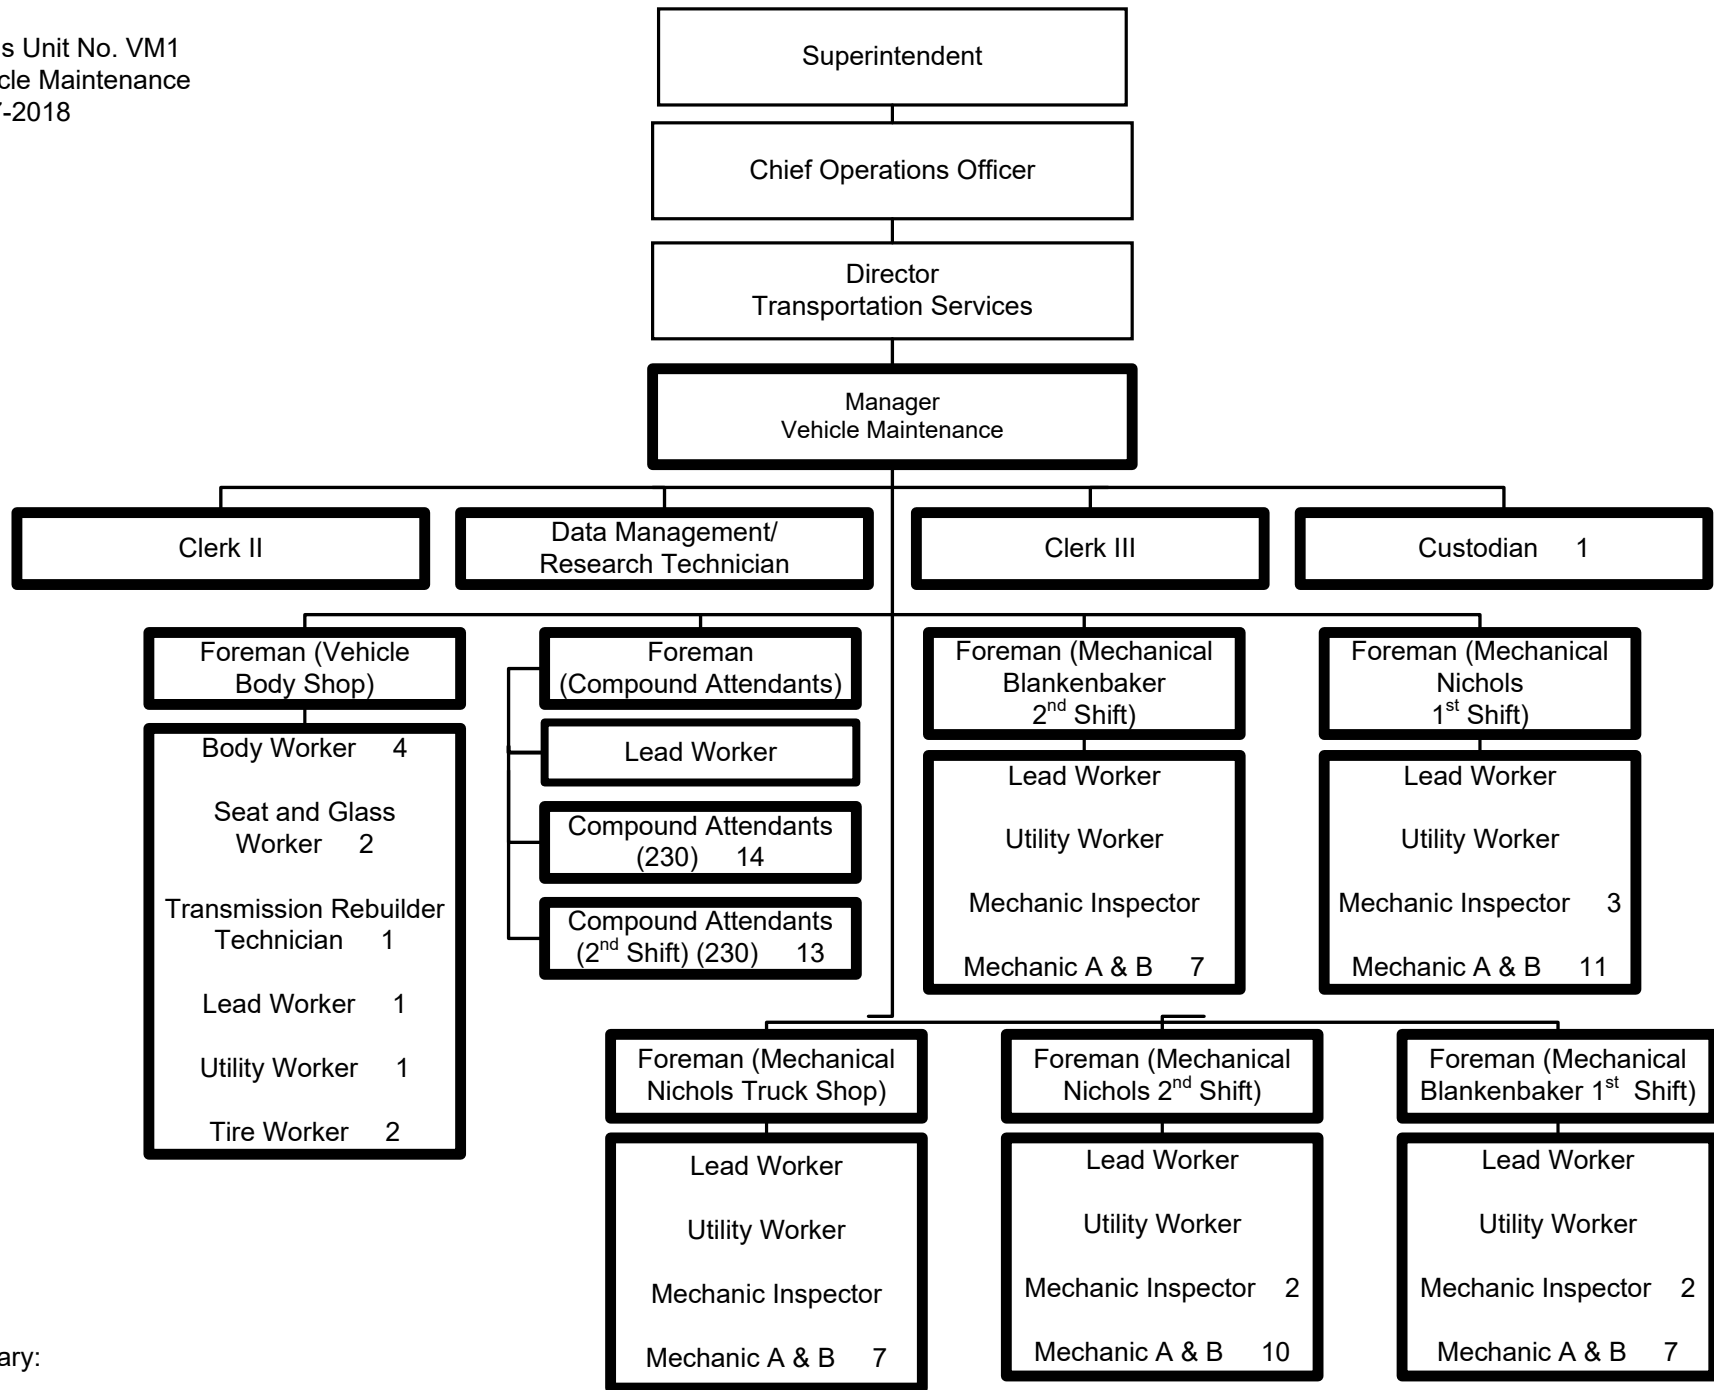 s Unit No. VM1
cle Maintenance
7-2018
Superintendent
Chief Operations Officer
Director
Transportation Services
Manager
Vehicle Maintenance
Clerk II
Data Management/
Research Technician
Clerk III
Custodian 1
Foreman (Vehicle
Body Shop)
Body Worker 4
Seat and Glass
Worker 2
Transmission Rebuilder
Technician 1
Lead Worker 1
Utility Worker 1
Tire Worker 2
Foreman
(Compound Attendants)
Lead Worker
Compound Attendants
(230) 14
Compound Attendants
(2nd Shift) (230) 13
Foreman (Mechanical
Blankenbaker
2nd Shift)
Lead Worker
Utility Worker
Mechanic Inspector
Mechanic A & B 7
Foreman (Mechanical
Nichols
1st Shift)
Lead Worker
Utility Worker
Mechanic Inspector 3
Mechanic A & B 11
Foreman (Mechanical
Nichols Truck Shop)
Lead Worker
Utility Worker
Mechanic Inspector
Mechanic A & B 7
Foreman (Mechanical
Nichols 2nd Shift)
Lead Worker
Utility Worker
Mechanic Inspector 2
Mechanic A & B 10
Foreman (Mechanical
Blankenbaker 1st Shift)
Lead Worker
Utility Worker
Mechanic Inspector 2
Mechanic A & B 7
ary: